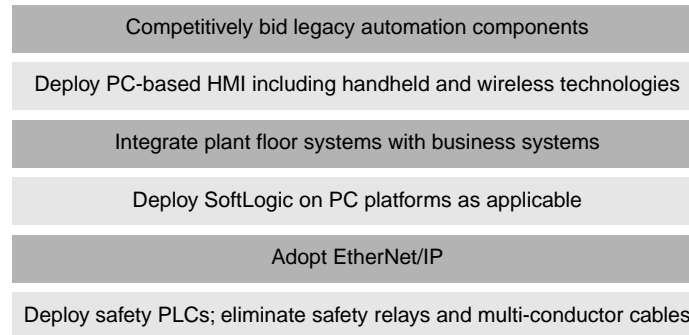 Competitively bid legacy automation components
Deploy PC-based HMI including handheld and wireless technologies
Integrate plant floor systems with business systems
Deploy SoftLogic on PC platforms as applicable
Adopt EtherNet/IP
Deploy safety PLCs; eliminate safety relays and multi-conductor cables